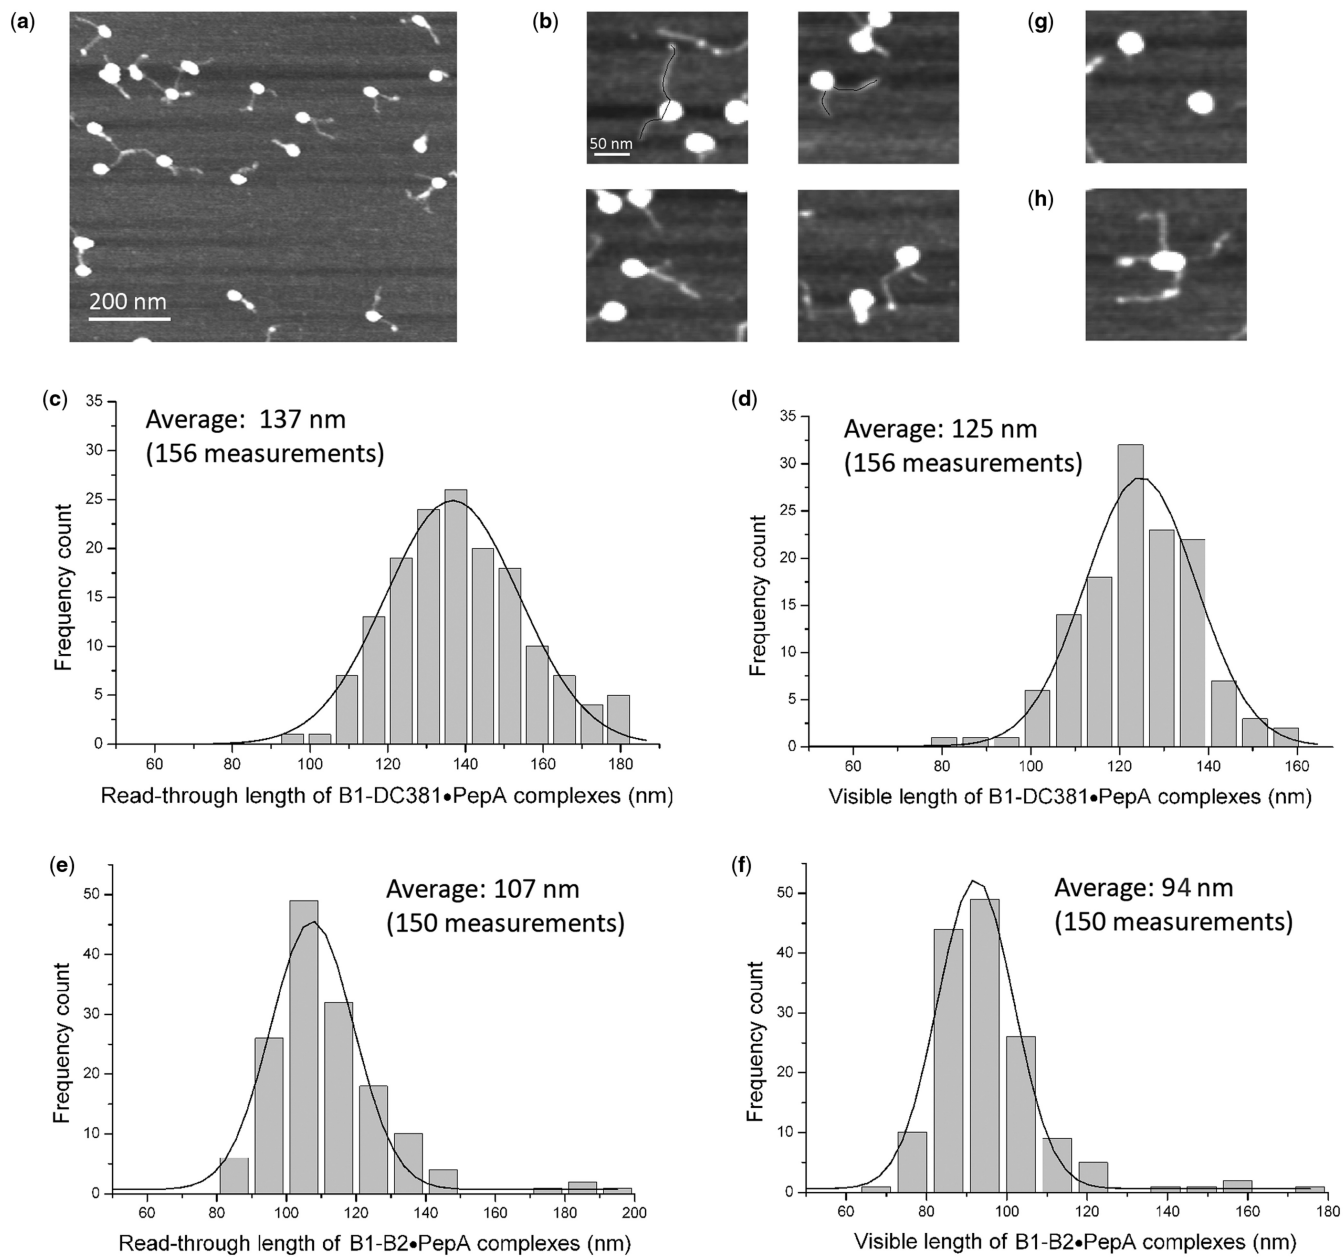 (a)
(b)
(g)
50 nm
(h)
200 nm
(c)
Average: 137 nm
(156 measurements)
35
30
25
20
15
10
5
0
Frequency count
60
80
100
120
140
160
180
Read-through length of B1-DC381•PepA complexes (nm)
(d)
Average: 125 nm
(156 measurements)
35
30
25
20
15
10
5
0
Frequency count
60
80
100
120
140
160
Visible length of B1-DC381•PepA complexes (nm)
(e)
Average: 107 nm
(150 measurements)
50
40
30
20
10
0
Frequency count
60
80
100
120
140
160
180
200
Read-through length of B1-B2•PepA complexes (nm)
(f)
Average: 94 nm
(150 measurements)
50
40
30
20
10
0
Frequency count
60
80
100
120
140
160
180
Visible length of B1-B2•PepA complexes (nm)